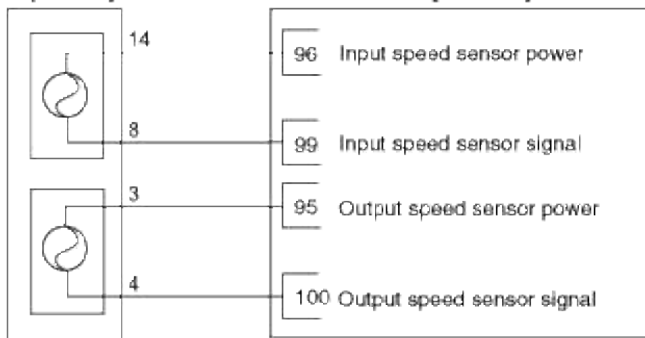 14
96 Input speed sensor power
8
99 Input speed sensor signal
3
95 Output speed sensor power
4
100 Output speed sensor signal